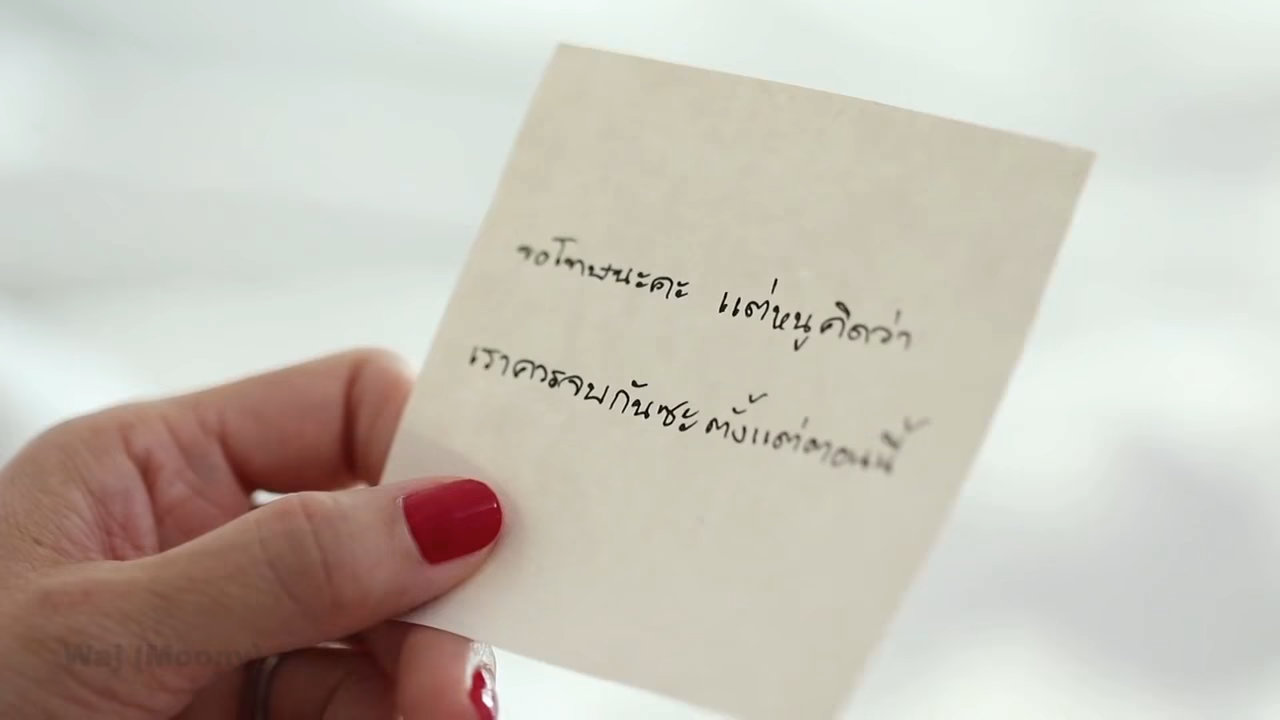 ขอโทษนะคะ แต่หนูคิดว่า
เราควรจบกันซะตั้งแต่ตอนนี้